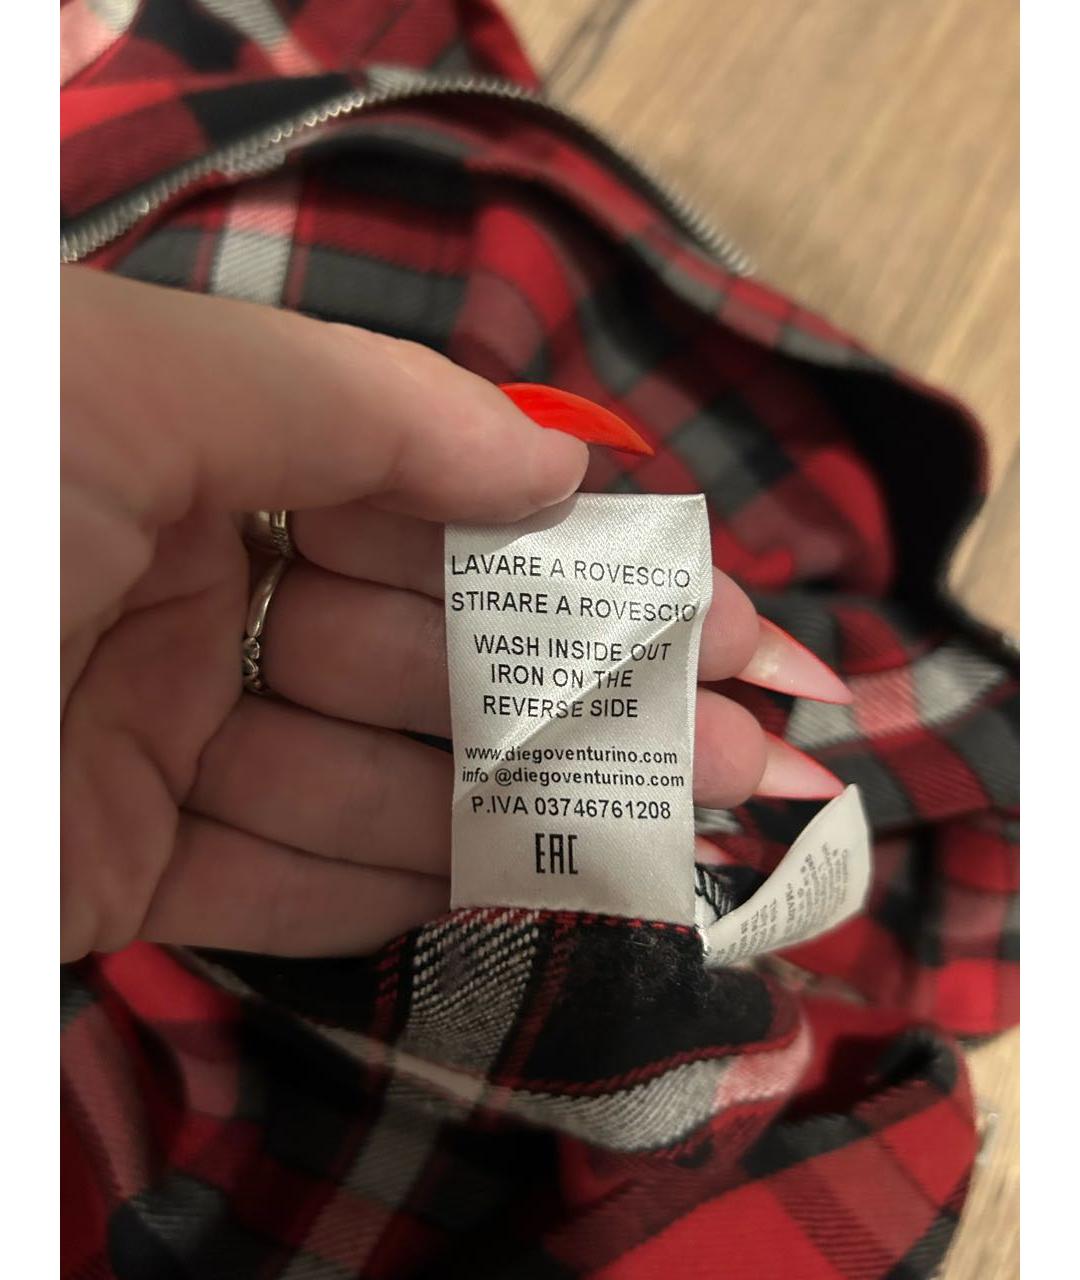 LAVARE A ROVESCIO
STIRARE A ROVESCIO
WASH INSIDE OUT
IRON ON THE
REVERSE SIDE
www.diegoventurino.com
info @diegoventurino.com
P.IVA 03746761208
EAC